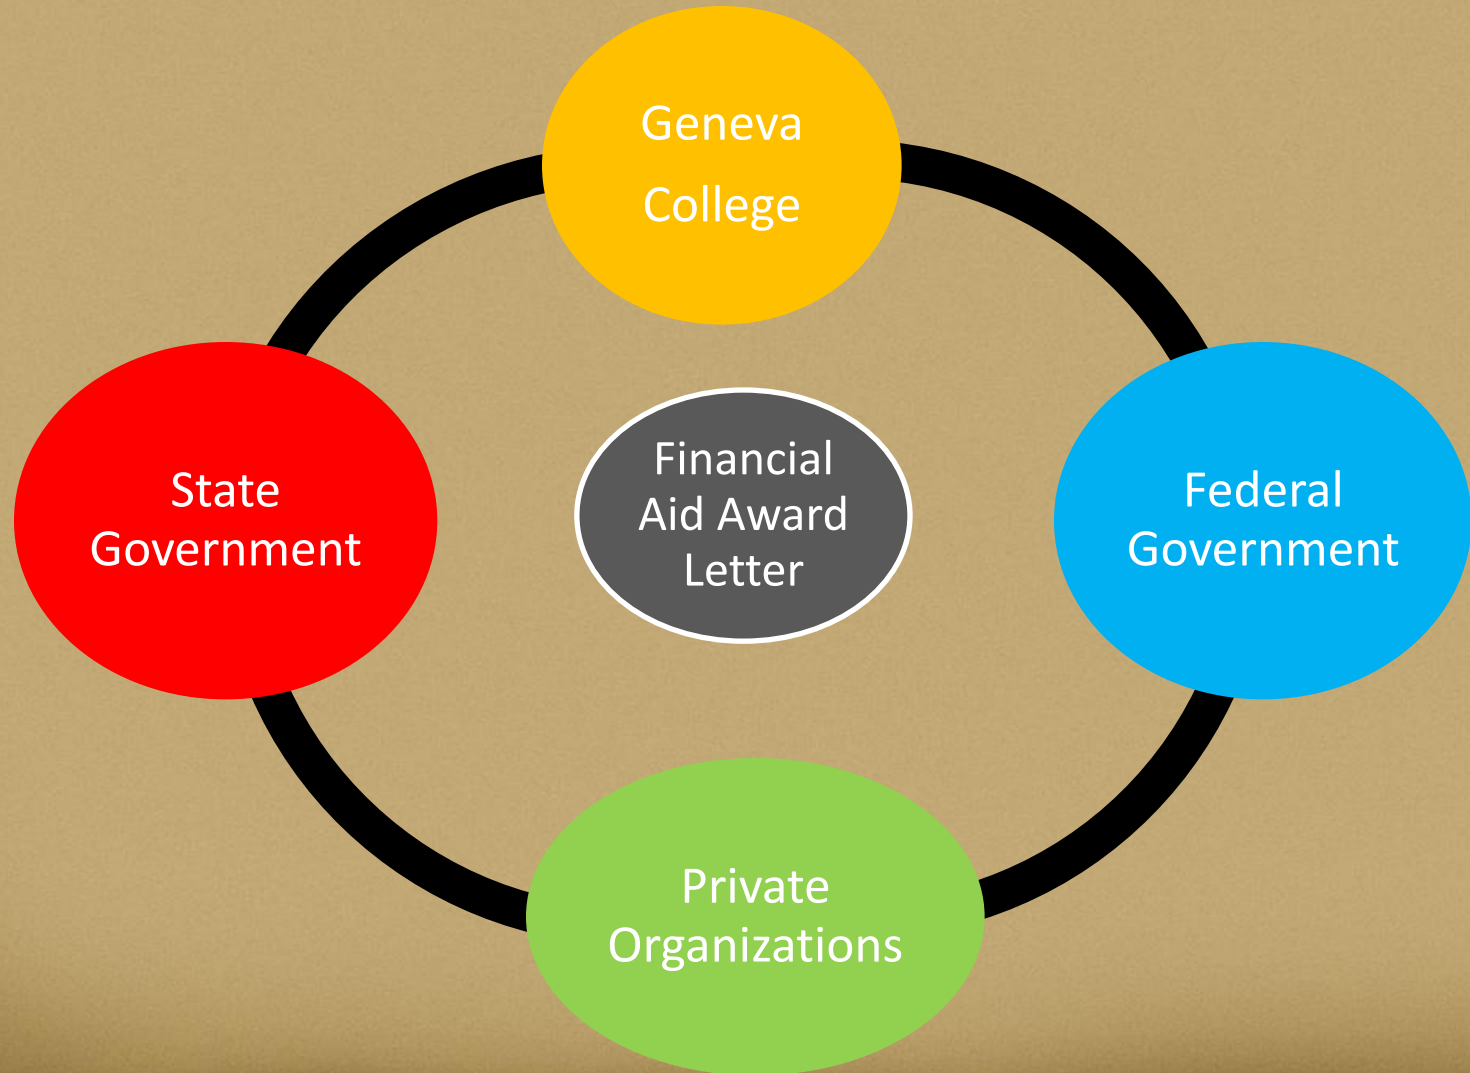 Geneva
College
State
Government
Financial
Aid Award
Letter
Federal
Government
Private
Organizations